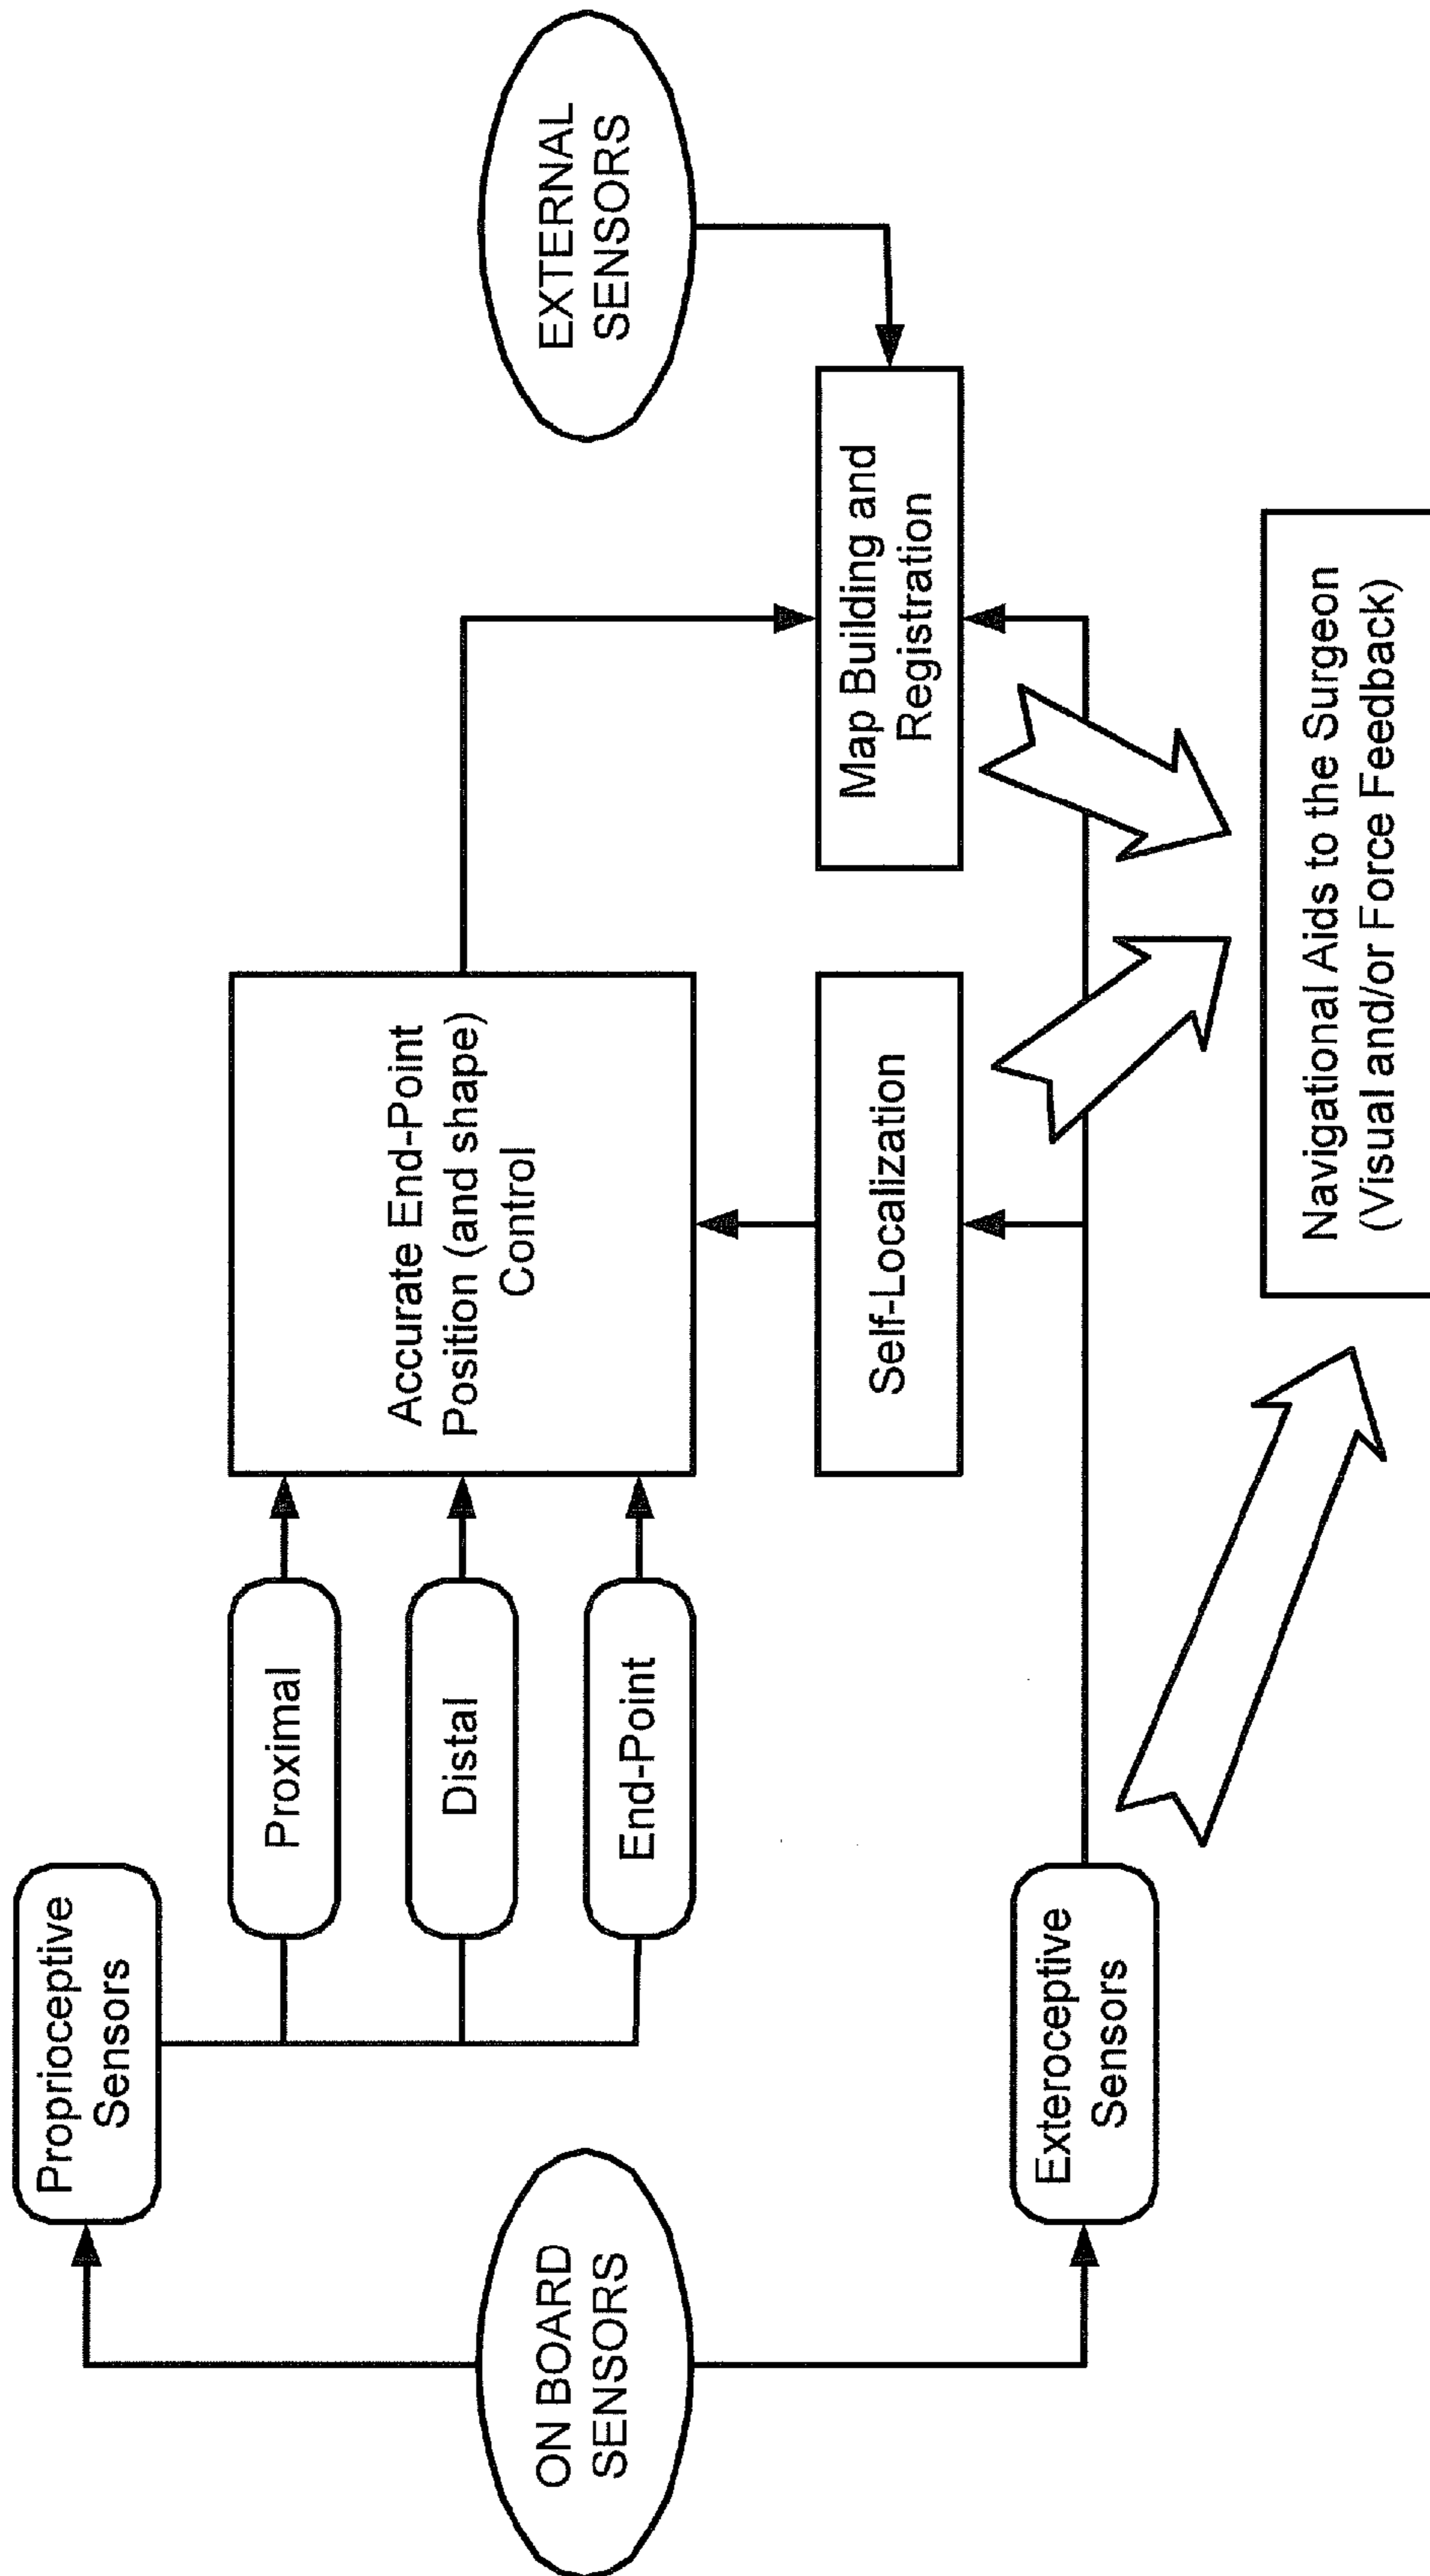 Proprioceptive
Sensors
Proximal
Distal
End-Point
ON BOARD
SENSORS
Exteroceptive
Sensors
Accurate End-Point
Position (and shape)
Control
Self-Localization
Map Building and
Registration
EXTERNAL
SENSORS
Navigational Aids to the Surgeon
(Visual and/or Force Feedback)